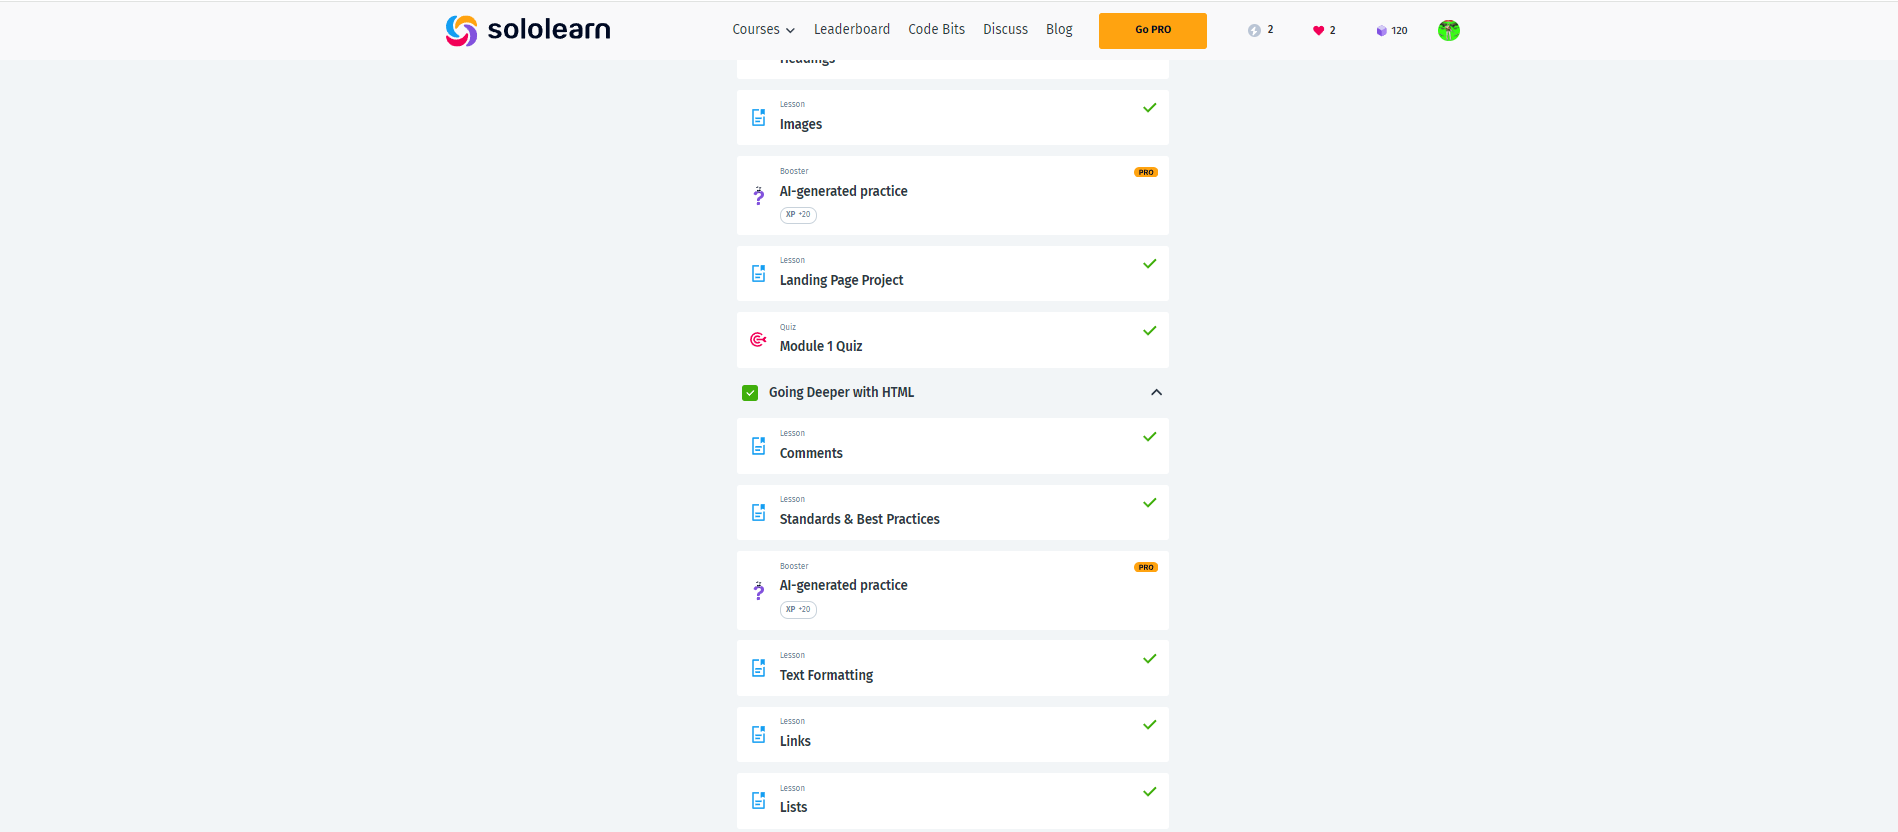 sololearn
Courses Leaderboard Code Bits Discuss Blog Go PRO 2 2 120
Headings
Lesson
Images
Booster
PRO
AI-generated practice
XP +20
Lesson
Landing Page Project
Quiz
Module 1 Quiz
Going Deeper with HTML
Lesson
Comments
Lesson
Standards & Best Practices
Booster
PRO
AI-generated practice
XP +20
Lesson
Text Formatting
Lesson
Links
Lesson
Lists